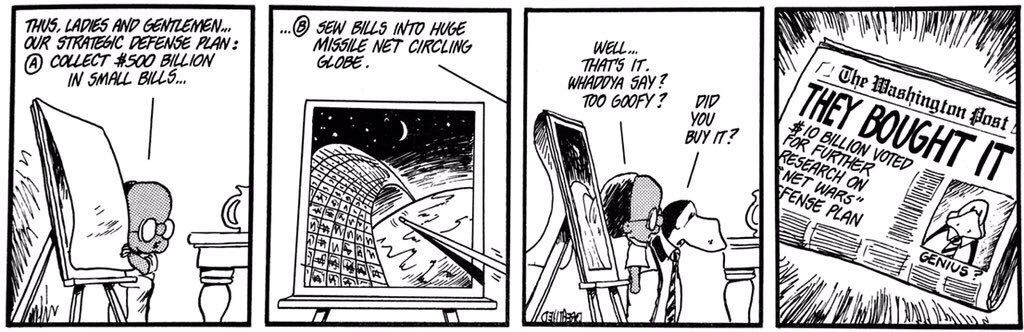 THUS, LADIES AND GENTLEMEN...
OUR STRATEGIC DEFENSE PLAN:
Ⓐ COLLECT $500 BILLION
IN SMALL BILLS...
...Ⓑ SEW BILLS INTO HUGE
MISSILE NET CIRCLING
GLOBE.
WELL...
THAT'S IT.
WHADDYA SAY?
TOO GOOFY?
DID
YOU
BUY IT?
The Washington Post
THEY BOUGHT IT
$10 BILLION VOTED
FOR FURTHER
RESEARCH ON
"NET WARS"
FENSE PLAN
GENIUS?